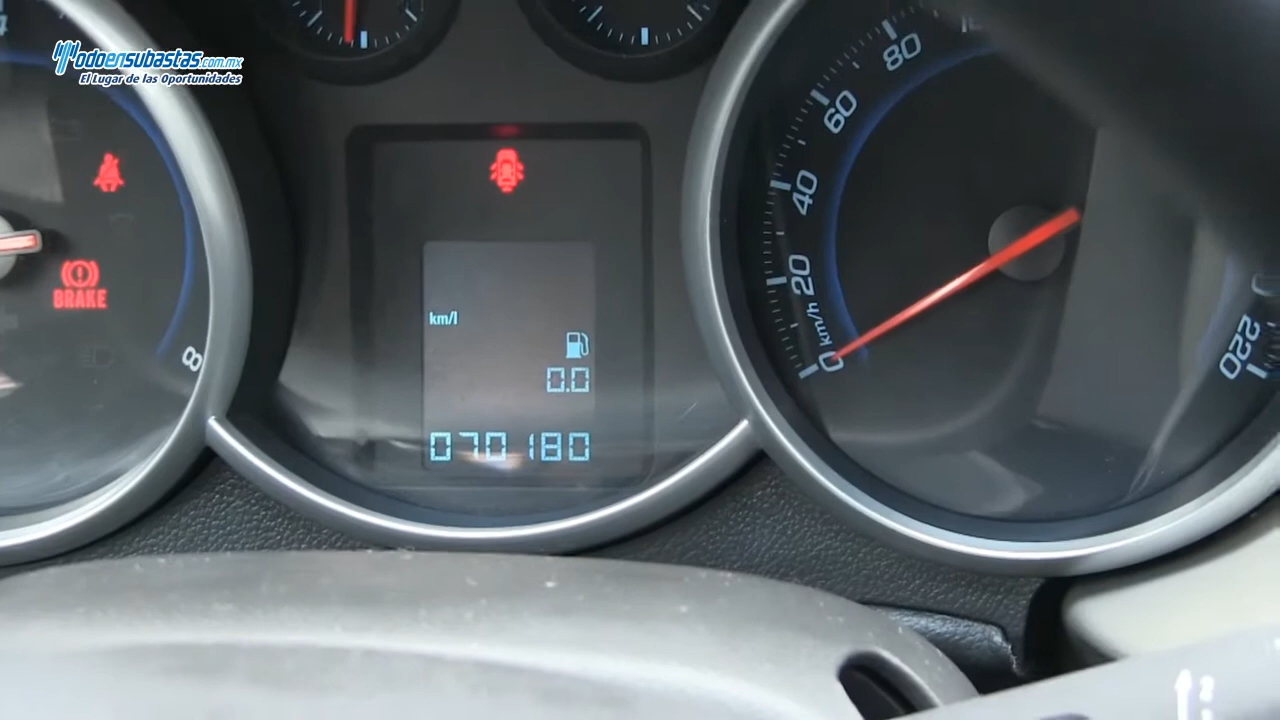 Todoensubastas.com.mx
El Lugar de las Oportunidades
80
60
40
20
0
km/h
220
BRAKE
8
km/l
0.0
070180